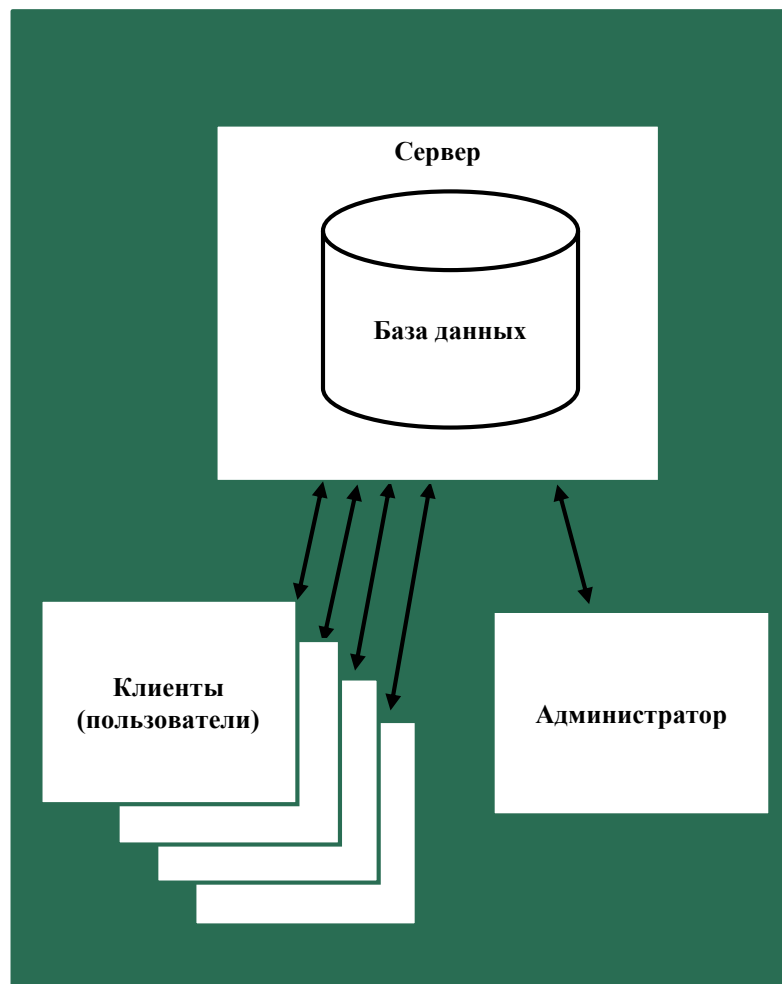 Сервер
База данных
Клиенты
(пользователи)
Администратор